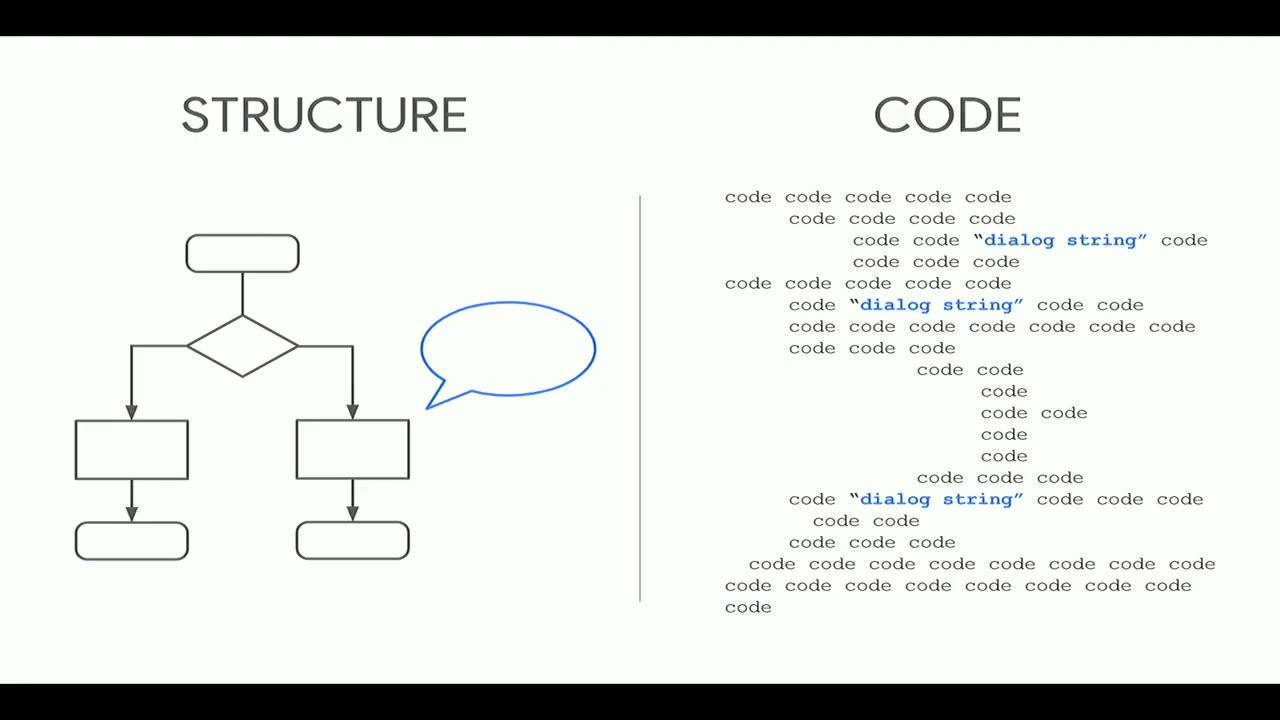 STRUCTURE
CODE
code code code code code
code code code code
code code “dialog string” code
code code code
code code code code code
code “dialog string” code code
code code code code code code code
code code code
code code
code
code code
code
code
code code code
code “dialog string” code code code
code code
code code code
code code code code code code code code
code code code code code code code code
code